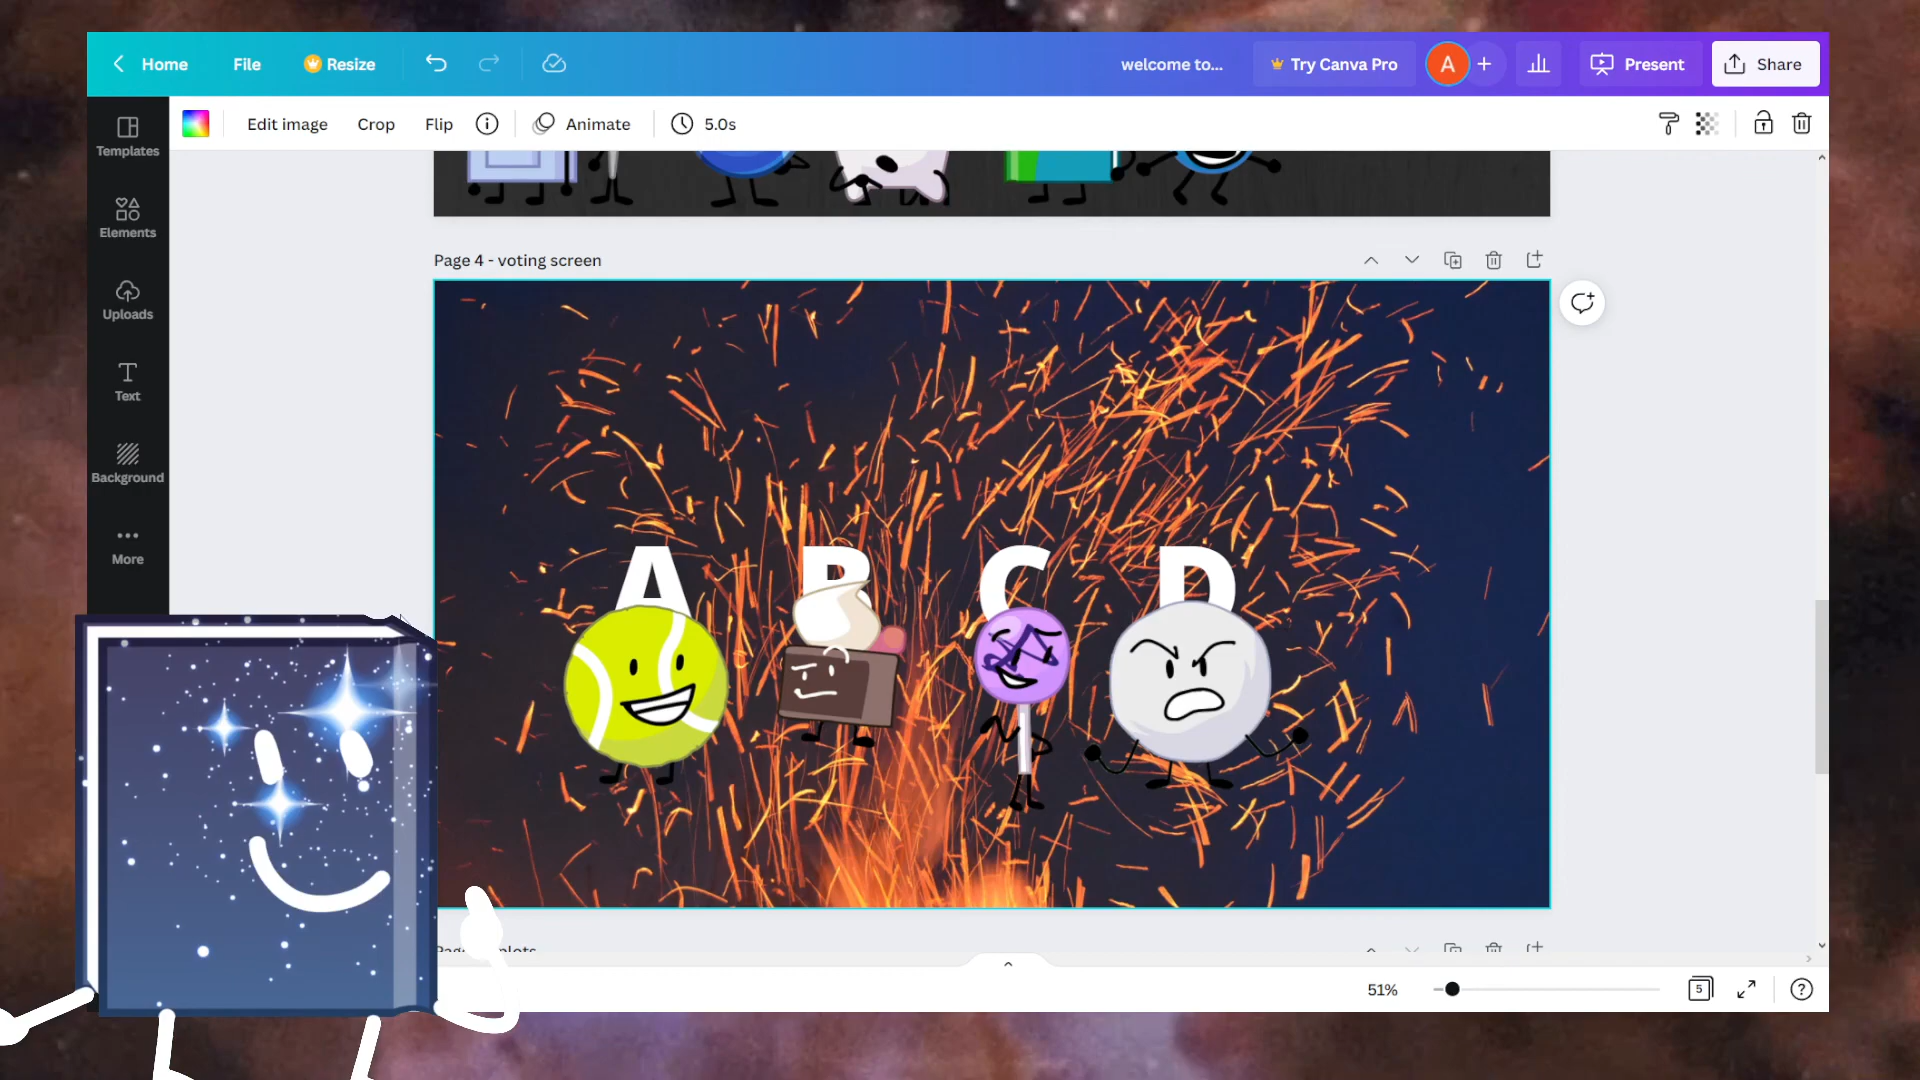 Home File Resize welcome to... Try Canva Pro A Present Share
Edit image Crop Flip Animate 5.0s
Templates
Elements
Uploads
Text
Background
More
Page 4 - voting screen
A B C D
51% 5